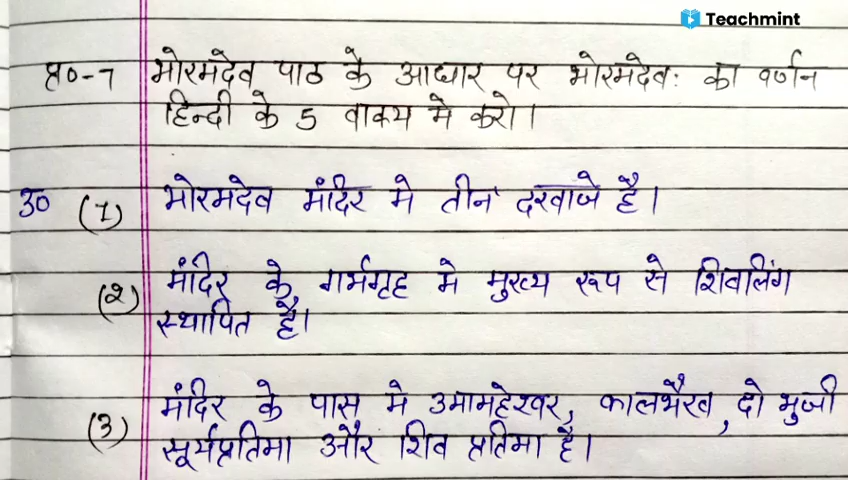 Teachmint
प्र०-7 भोरमदेव पाठ के आधार पर भोरमदेव: का वर्णन
हिन्दी के 5 वाक्य मे करो।
उ० (1) भोरमदेव मंदिर मे तीन दरवाजे है।
(२) मंदिर के गर्भगृह मे मुख्य रूप से शिवलिंग
स्थापित है।
(3) मंदिर के पास मे उमामहेश्वर, कालभैरव, दो भुजी
सूर्यप्रतिमा और शिव प्रतिमा है।